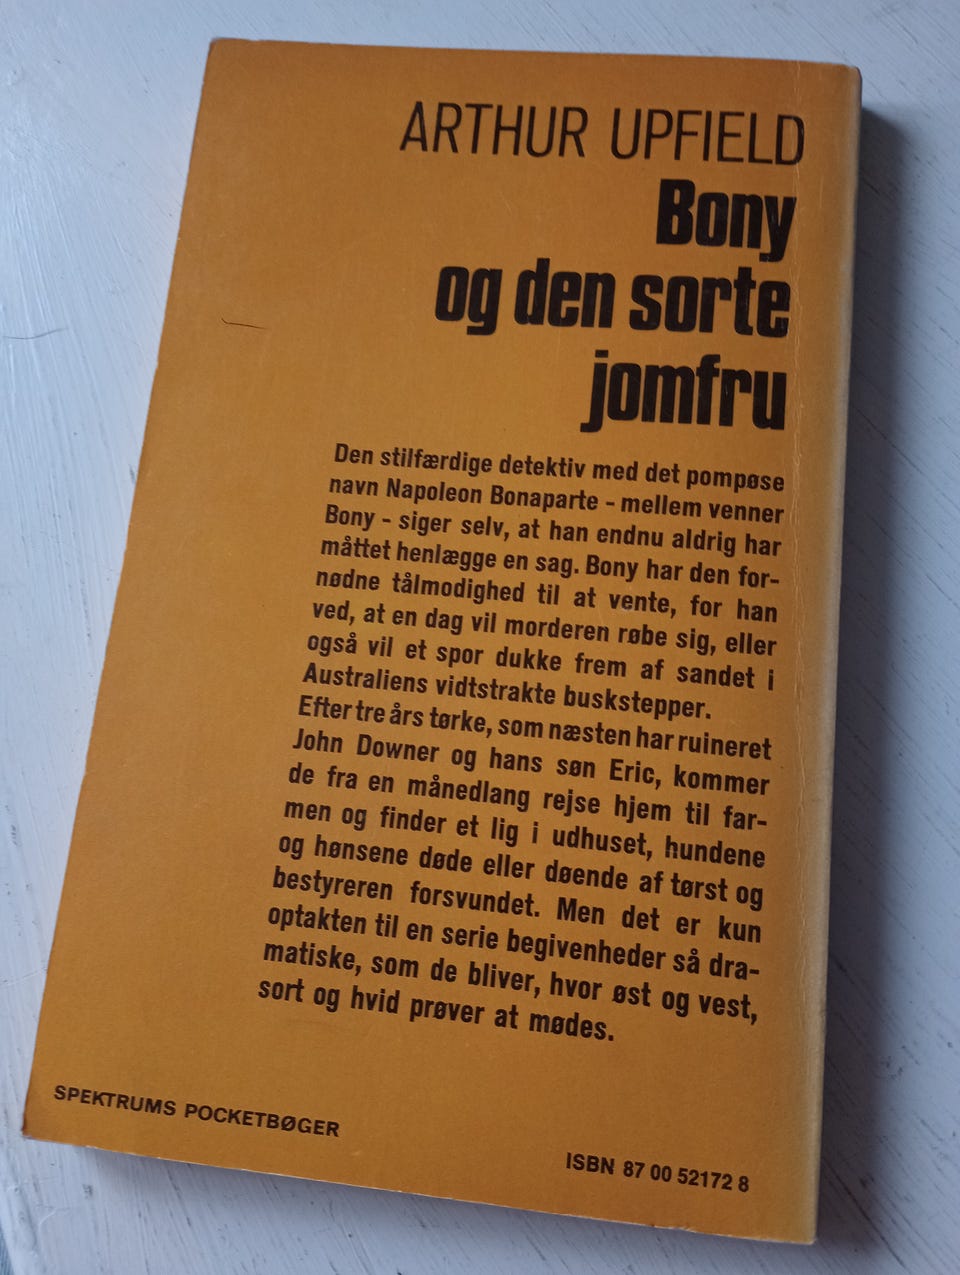 ARTHUR UPFIELD
Bony
og den sorte
jomfru
Den stilfærdige detektiv med det pompøse
navn Napoleon Bonaparte - mellem venner
Bony - siger selv, at han endnu aldrig har
måttet henlægge en sag. Bony har den for-
nødne tålmodighed til at vente, for han
ved, at en dag vil morderen røbe sig, eller
også vil et spor dukke frem af sandet i
Australiens vidtstrakte buskstepper.
Efter tre års tørke, som næsten har ruineret
John Downer og hans søn Eric, kommer
de fra en månedlang rejse hjem til far-
men og finder et lig i udhuset, hundene
og hønsene døde eller døende af tørst og
bestyreren forsvundet. Men det er kun
optakten til en serie begivenheder så dra-
matiske, som de bliver, hvor øst og vest,
sort og hvid prøver at mødes.
SPEKTRUMS POCKETBØGER
ISBN 87 00 52172 8